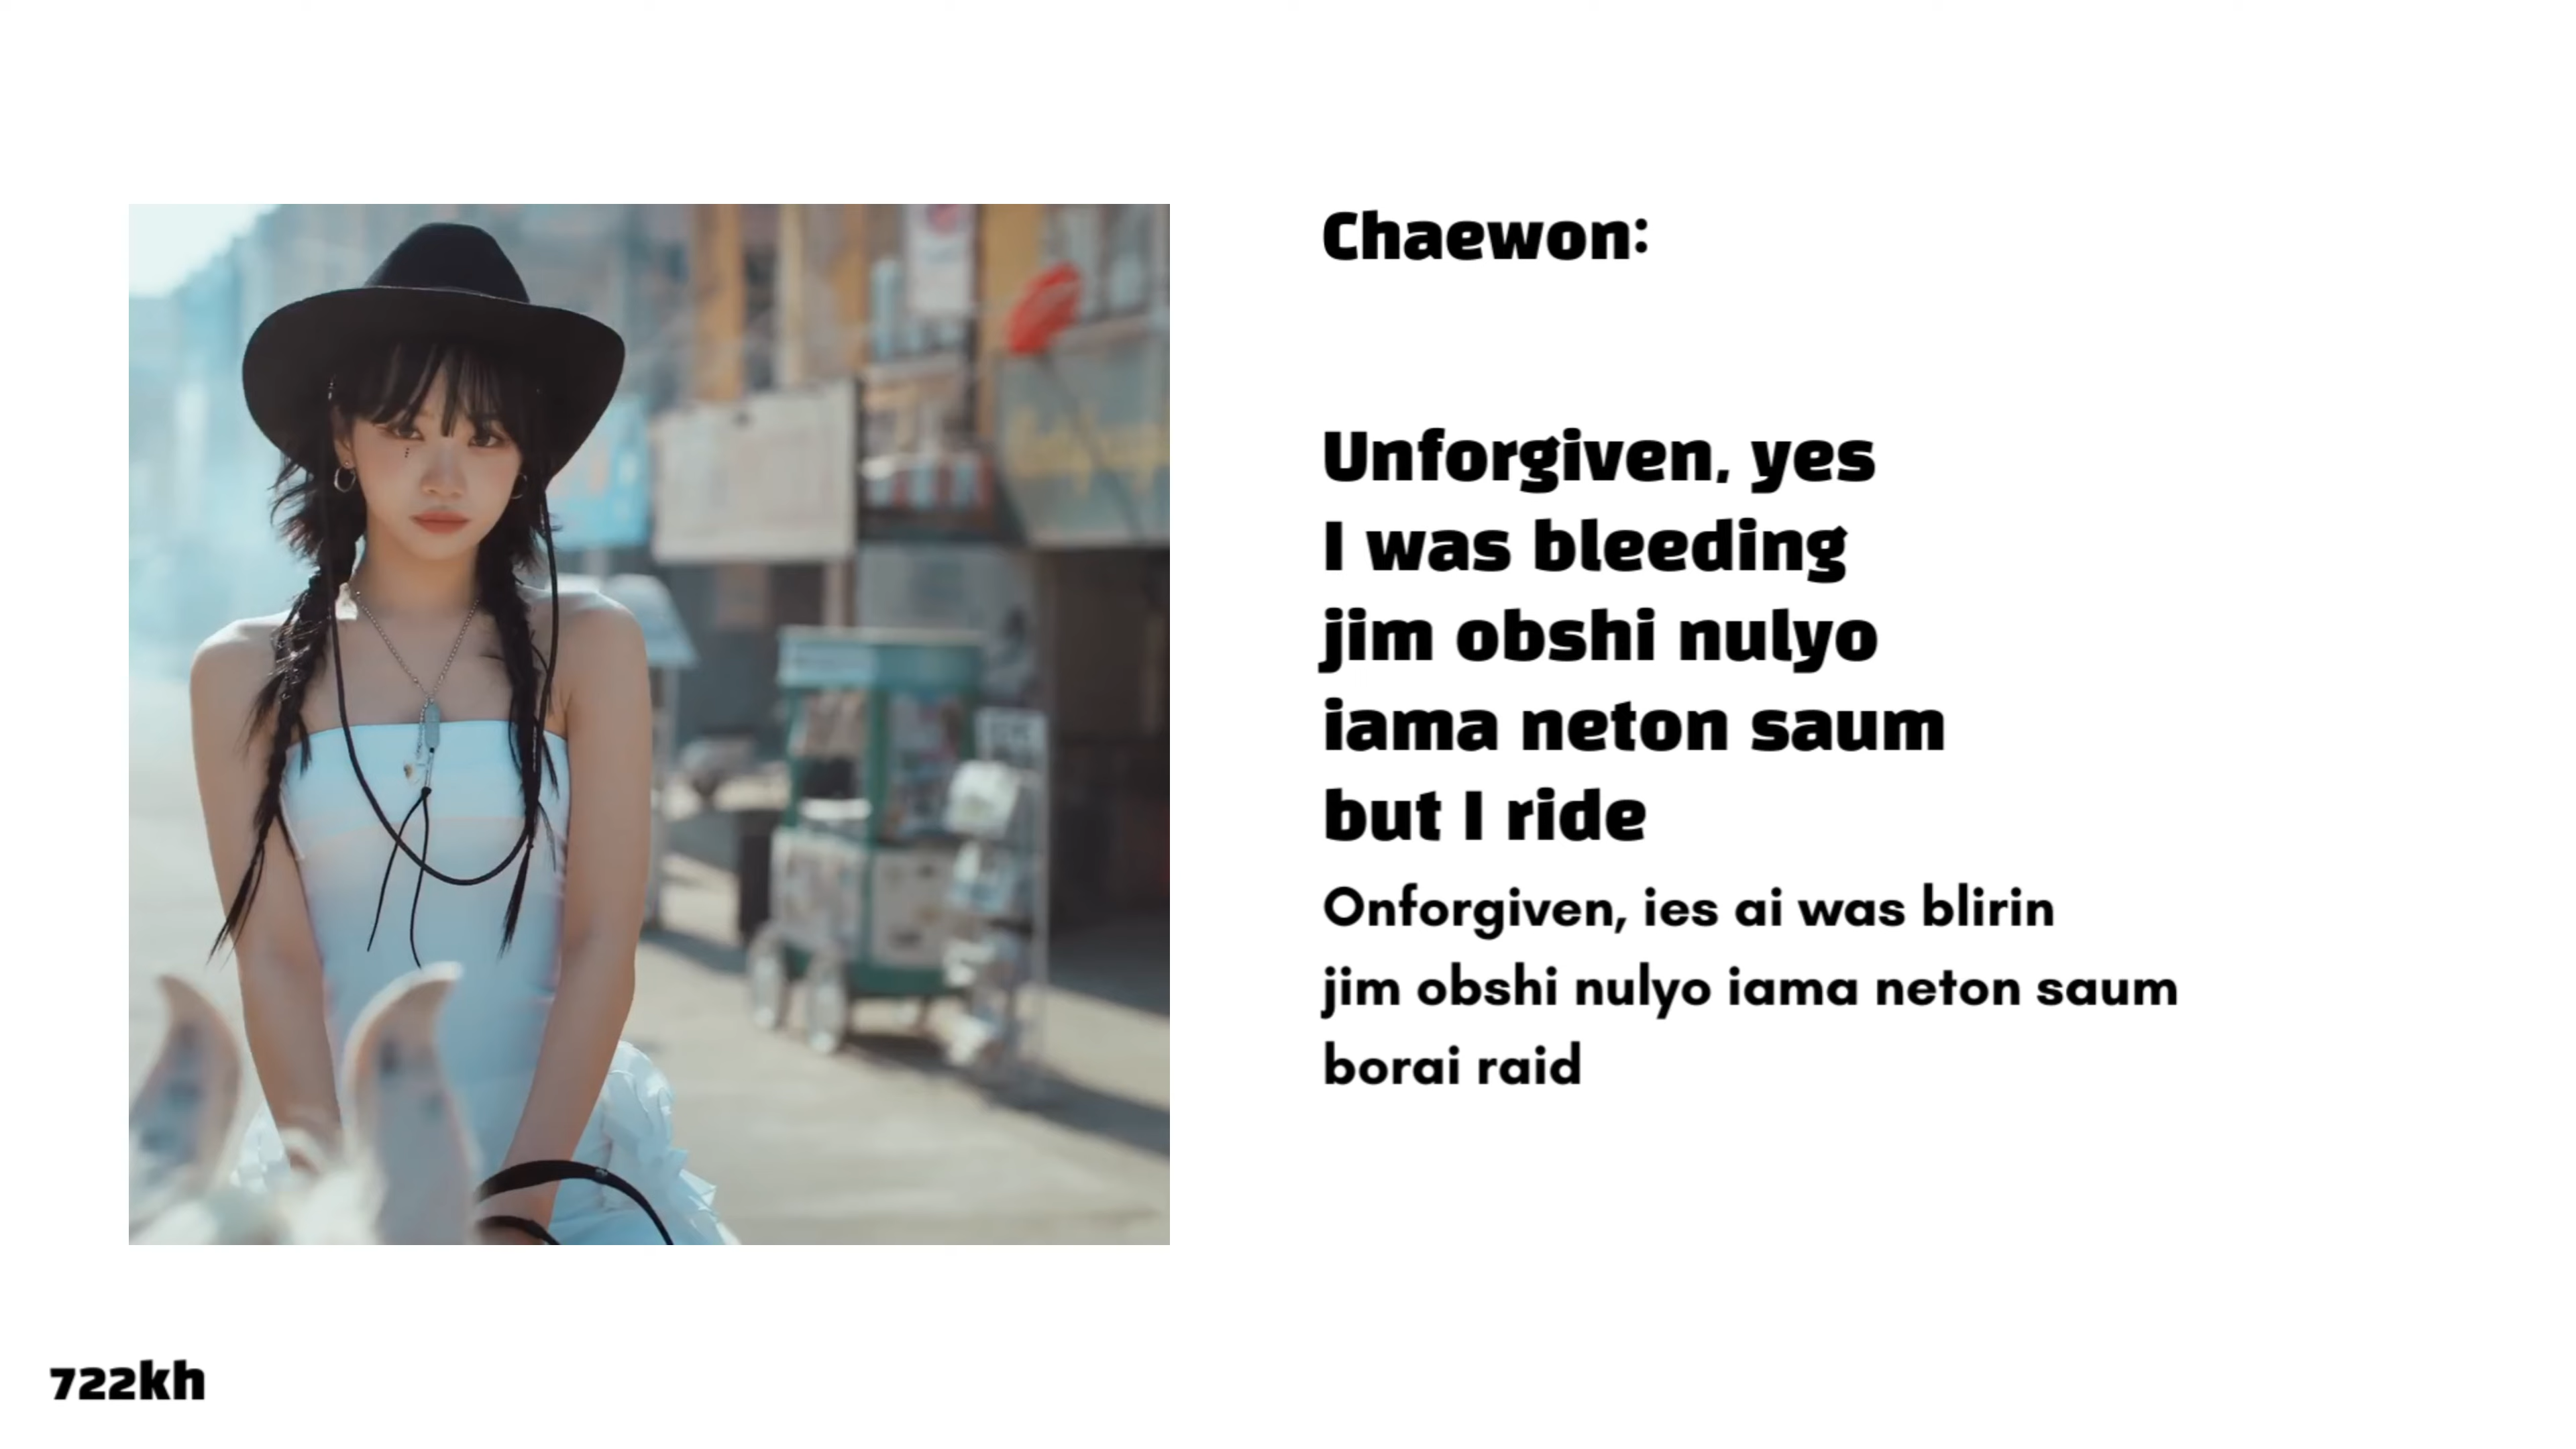 Chaewon:
Unforgiven, yes
I was bleeding
jim obshi nulyo
iama neton saum
but I ride
Onforgiven, ies ai was blirin
jim obshi nulyo iama neton saum
borai raid
722kh